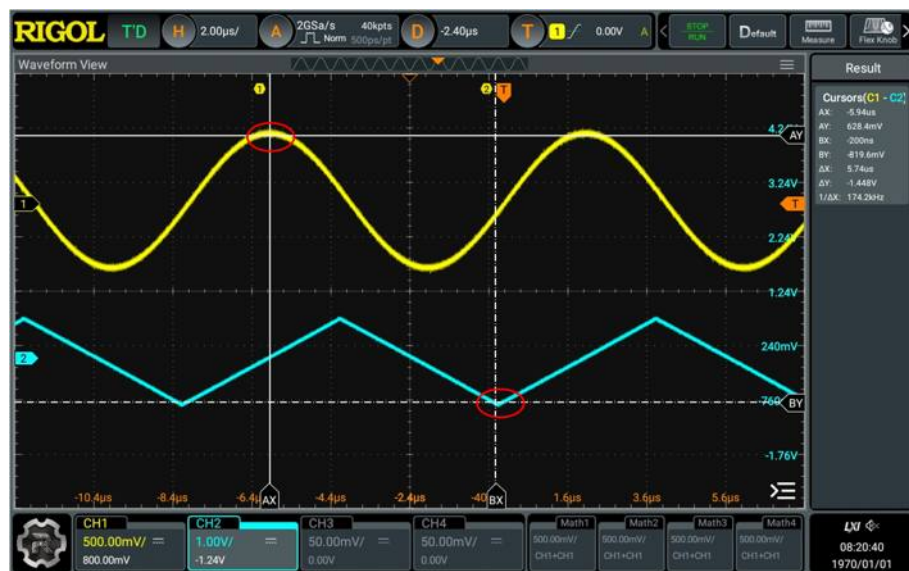 RIGOL T'D H 2.00µs/ A 2GSa/s 40kpts Norm 500ps/pt D -2.40µs T 1 0.00V A < STOP RUN Default Measure Flex Knob >
Waveform View
Result
1 2 T
Cursors(C1 - C2)
AX: -5.94us
AY: 628.4mV
BX: -200ns
BY: -819.6mV
ΔX: 5.74us
ΔY: -1.448V
1/ΔX: 174.2kHz
AY
3.24V
1 T
2.24V
1.24V
240mV
2
-760 BY
-1.76V
-10.4µs -8.4µs -6.4µ AX -4.4µs -2.4µs -40 BX 1.6µs 3.6µs 5.6µs
CH1 CH2 CH3 CH4 Math1 Math2 Math3 Math4
500.00mV/ 1.00V/ 50.00mV/ 50.00mV/ 500.00mV/ 500.00mV/ 500.00mV/ 500.00mV/
800.00mV -1.24V 0.00V 0.00V CH1+CH1 CH1+CH1 CH1+CH1 CH1+CH1
LXI
08:20:40
1970/01/01